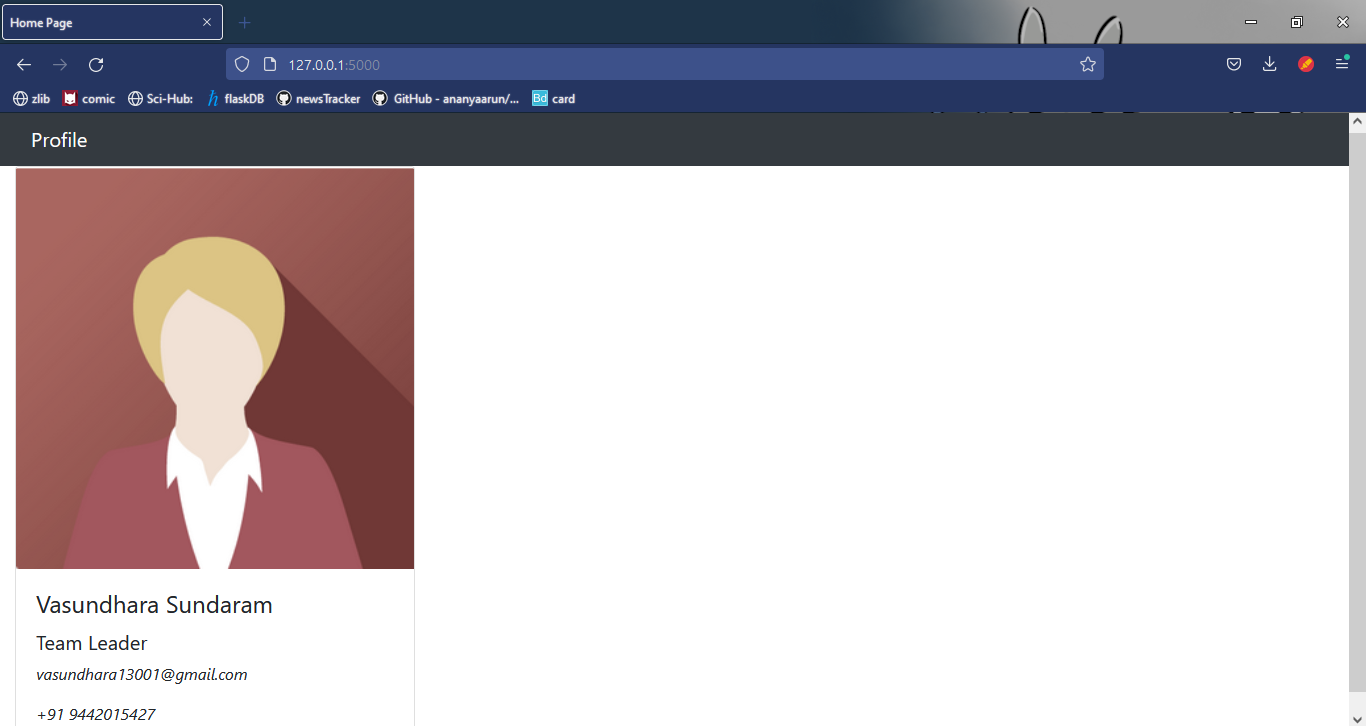 Home Page
127.0.0.1:5000
zlib comic Sci-Hub: flaskDB newsTracker GitHub - ananyaarun/... Bd card
Profile
Vasundhara Sundaram
Team Leader
vasundhara13001@gmail.com
+91 9442015427